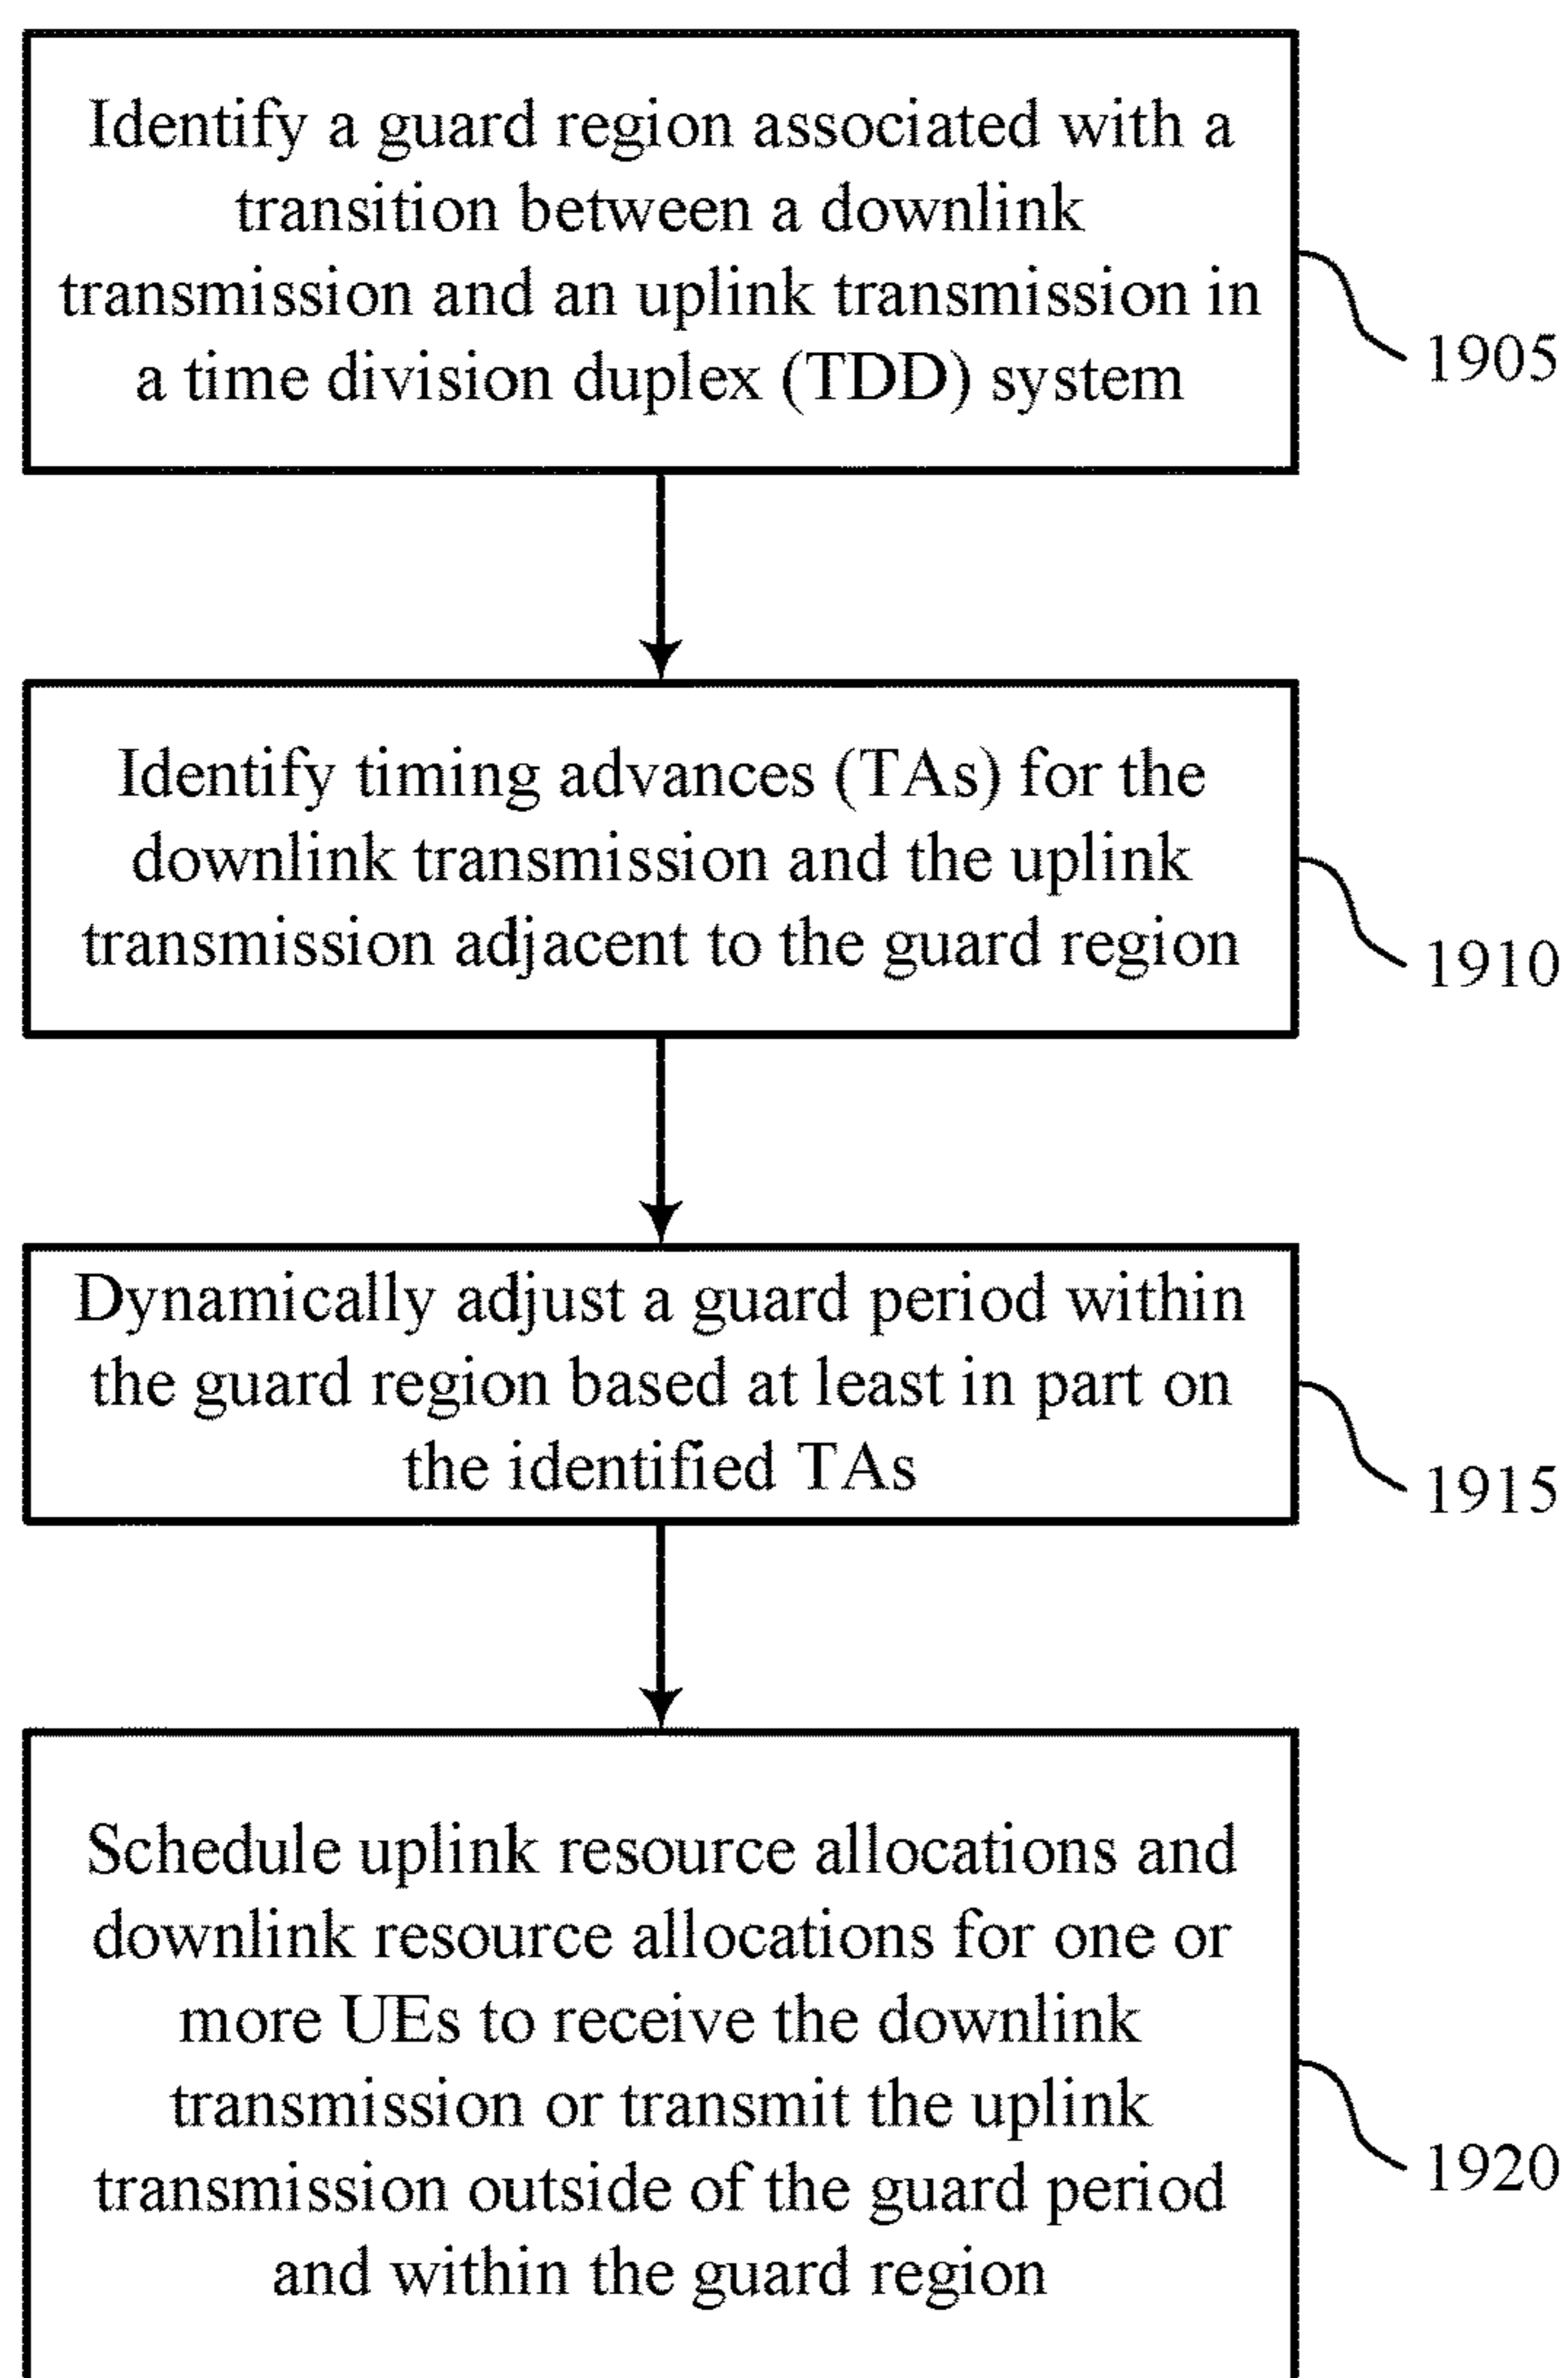 Identify a guard region associated with a
transition between a downlink
transmission and an uplink transmission in
a time division duplex (TDD) system
1905
Identify timing advances (TAs) for the
downlink transmission and the uplink
transmission adjacent to the guard region
1910
Dynamically adjust a guard period within
the guard region based at least in part on
the identified TAs
1915
Schedule uplink resource allocations and
downlink resource allocations for one or
more UEs to receive the downlink
transmission or transmit the uplink
transmission outside of the guard period
and within the guard region
1920